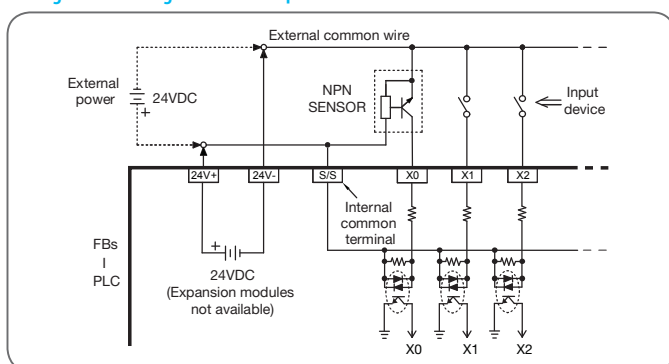 External common wire
External
power
24VDC
+
NPN
SENSOR
Input
device
24V+
24V-
S/S
X0
X1
X2
Internal
common
terminal
FBs
I
PLC
+
24VDC
(Expansion modules
not available)
X0
X1
X2